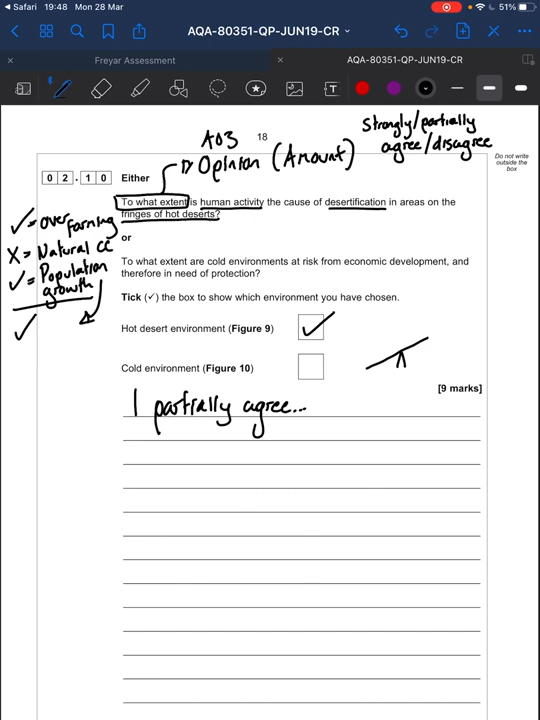 Safari 19:48 Mon 28 Mar 51%
AQA-80351-QP-JUN19-CR
Freyar Assessment
AQA-80351-QP-JUN19-CR
T
18
AO3
Opinion (Amount)
Strongly/partially
agree/disagree
Do not write
outside the
box
0 2 . 1 0 Either
To what extent is human activity the cause of desertification in areas on the
fringes of hot deserts?
✓ = over farming
X = Natural CC
✓ = Population
growth
✓
or
To what extent are cold environments at risk from economic development, and
therefore in need of protection?
Tick (✓) the box to show which environment you have chosen.
Hot desert environment (Figure 9) ✓
Cold environment (Figure 10)
[9 marks]
I partially agree...